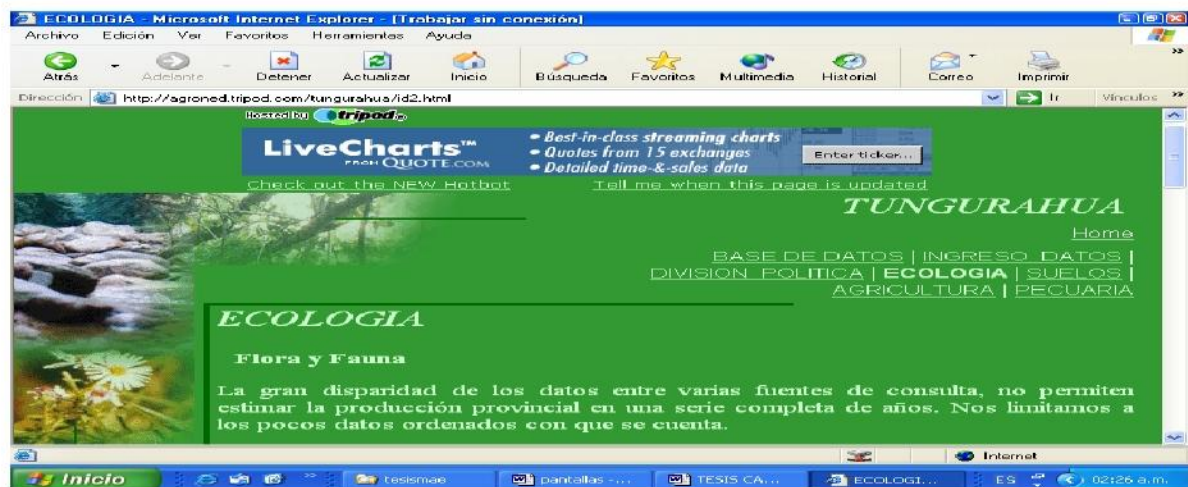 ECOLOGIA - Microsoft Internet Explorer - [Trabajar sin conexión]
Archivo Edición Ver Favoritos Herramientas Ayuda
Atrás Adelante Detener Actualizar Inicio Búsqueda Favoritos Multimedia Historial Correo Imprimir
Dirección http://agroned.tripod.com/tungurahua/id2.html Ir Vínculos
Hosted by tripod
LiveCharts™ FROM QUOTE.COM
• Best-in-class streaming charts
• Quotes from 15 exchanges
• Detailed time-&-sales data
Enter ticker...
Check out the NEW Hotbot Tell me when this page is updated
TUNGURAHUA
Home
BASE DE DATOS | INGRESO DATOS |
DIVISION POLITICA | ECOLOGIA | SUELOS |
AGRICULTURA | PECUARIA
ECOLOGIA
Flora y Fauna
La gran disparidad de los datos entre varias fuentes de consulta, no permiten
estimar la producción provincial en una serie completa de años. Nos limitamos a
los pocos datos ordenados con que se cuenta.
Internet
Inicio tesismae pantallas -... TESIS CA... ECOLOGI... ES 02:26 a.m.